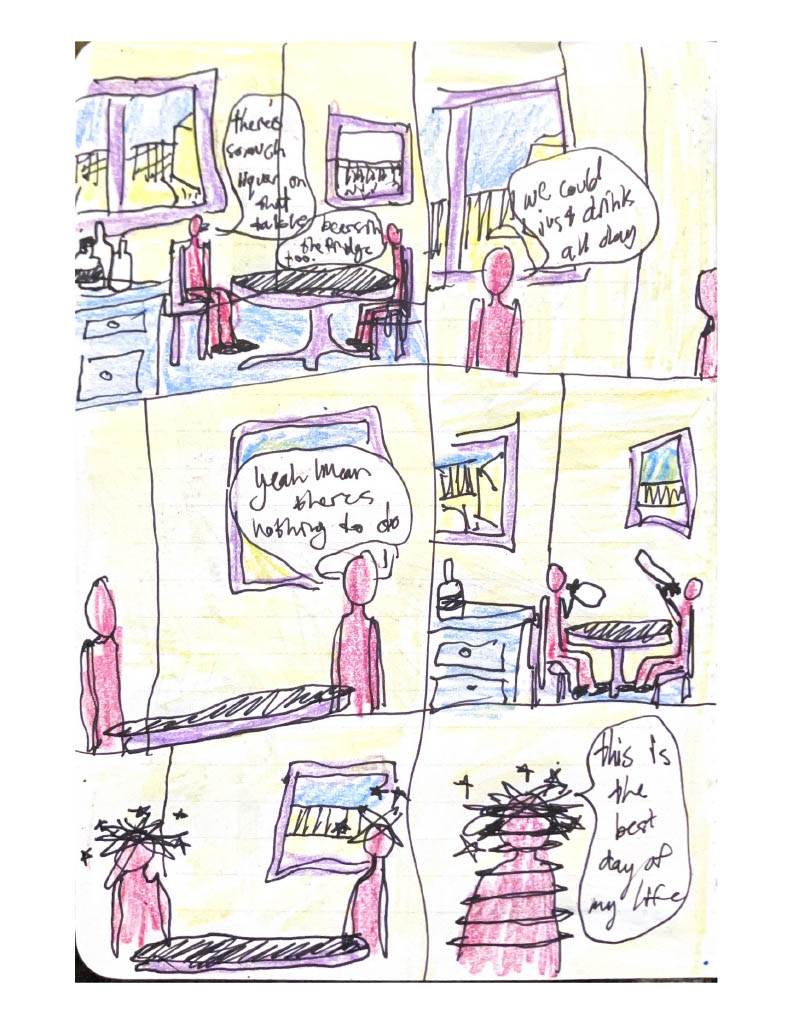 there's
so much
liquor on
that
table
beers in
the fridge
too.
we could
just drink
all day
yeah I mean
theres
nothing to do
this is
the
best
day of
my life